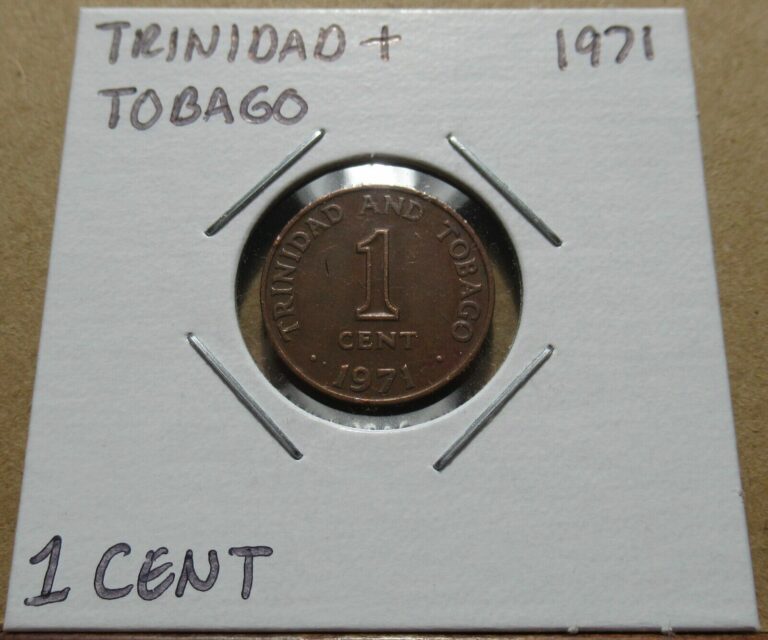 TRINIDAD + 1971
TOBAGO
TRINIDAD AND TOBAGO
1
CENT
• 1971 •
1 CENT